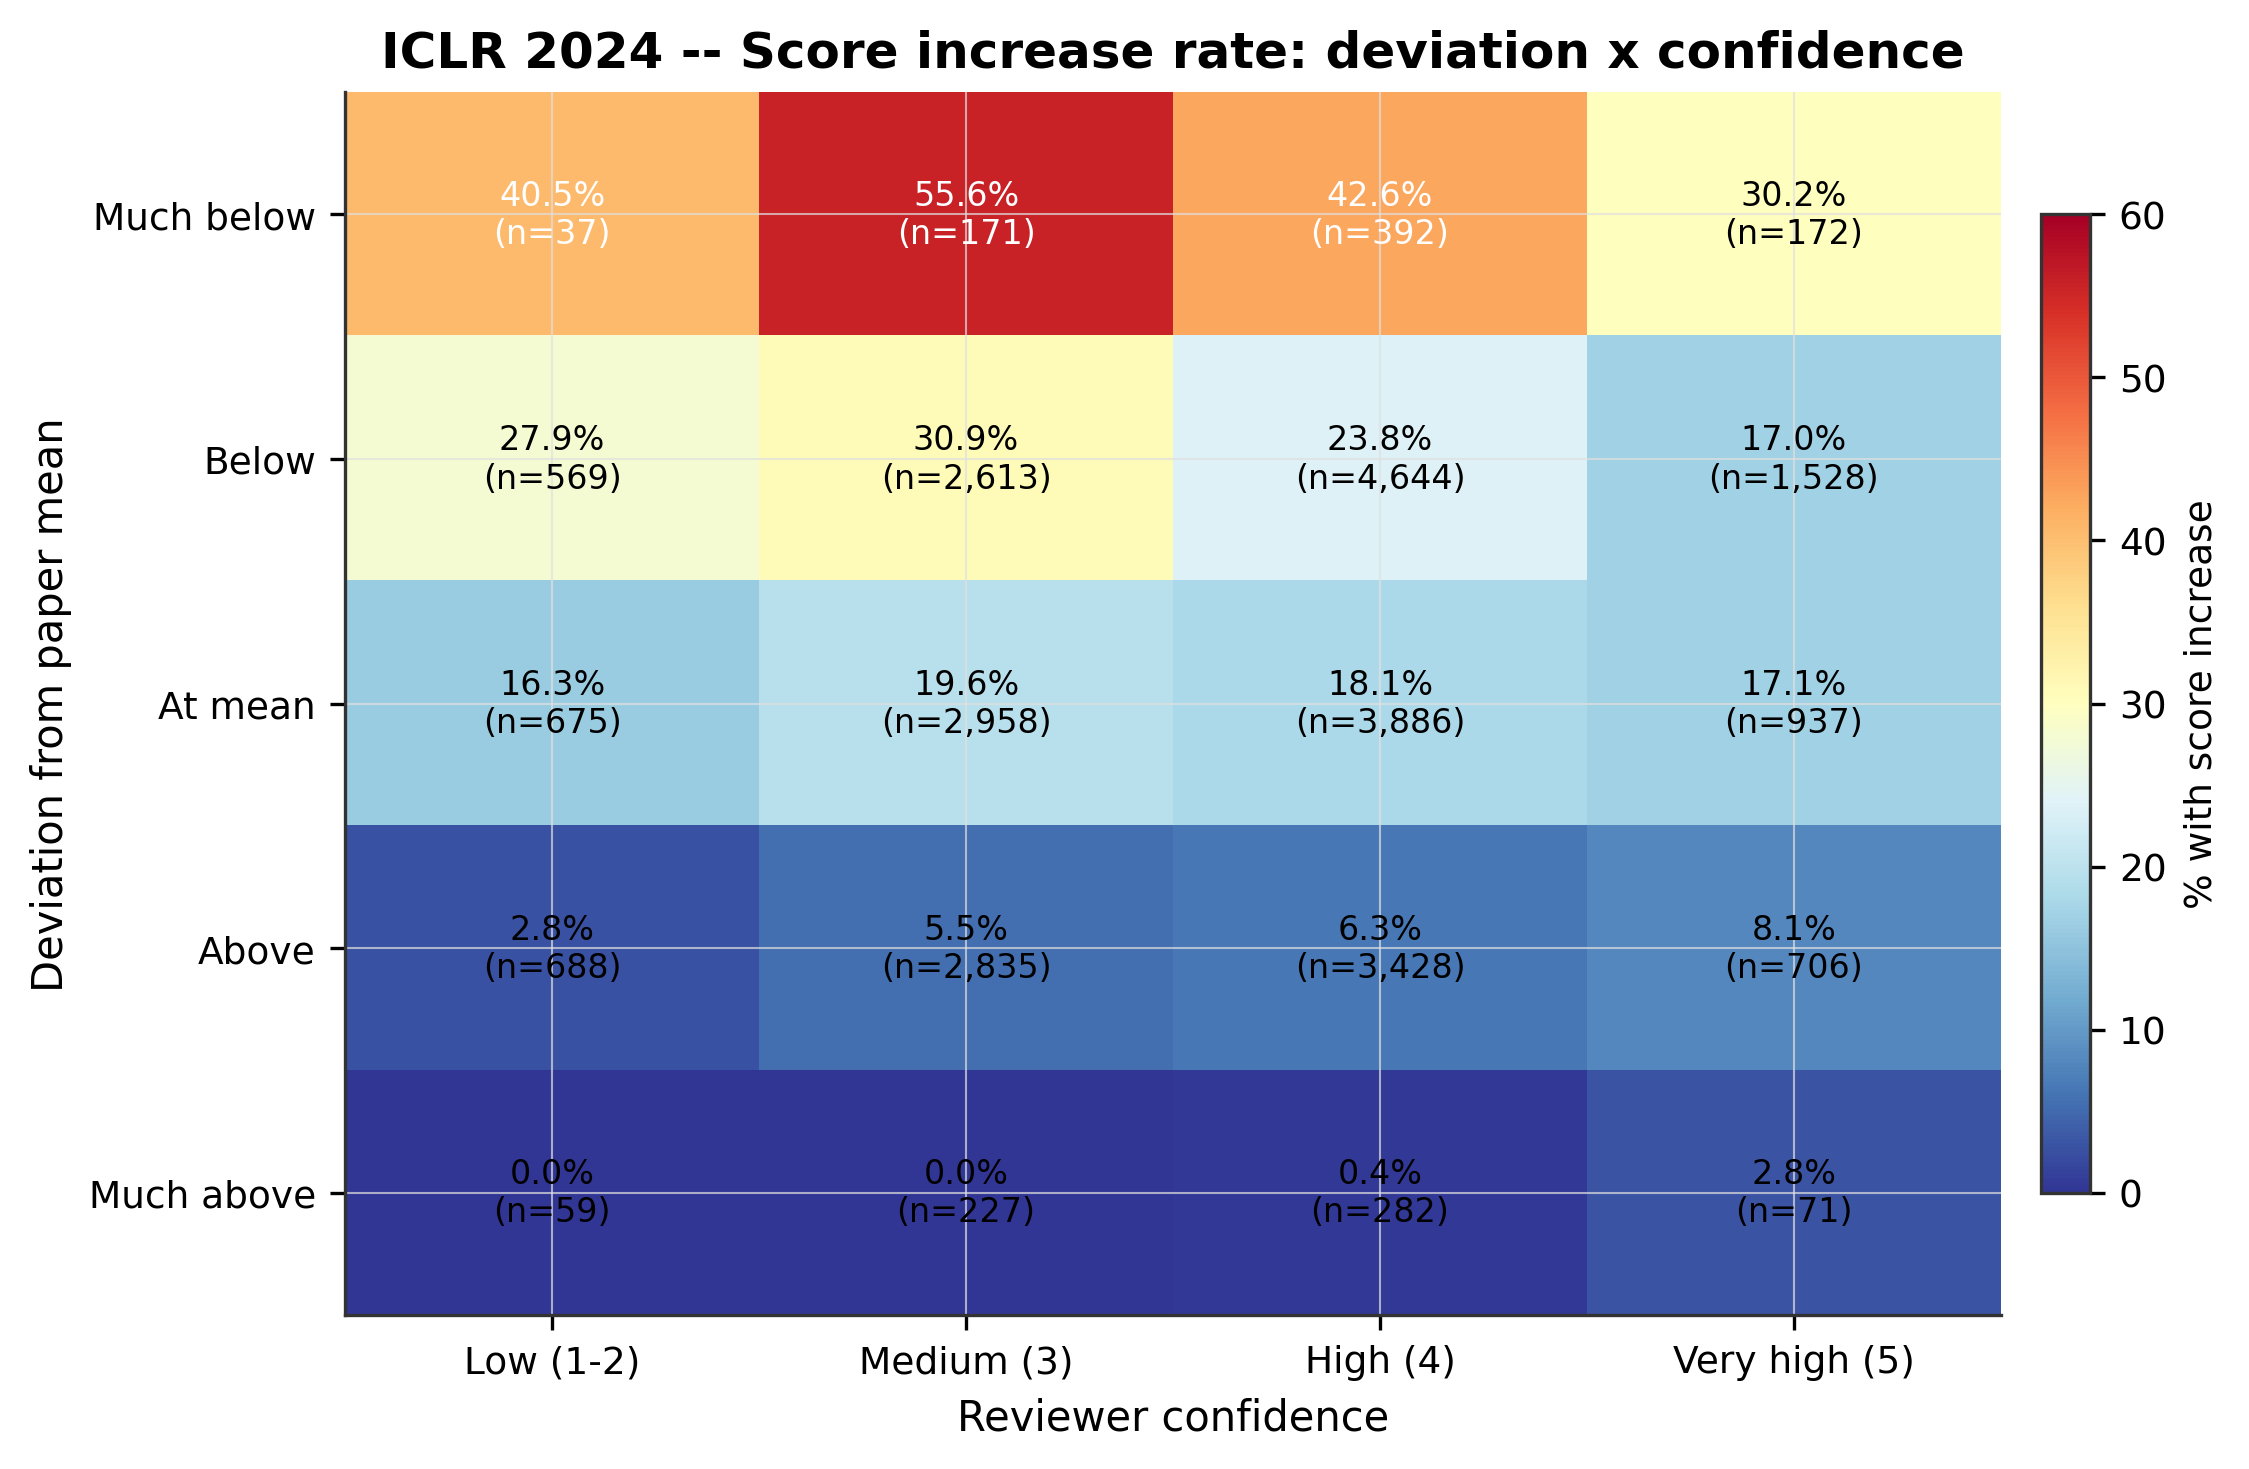 ICLR 2024 -- Score increase rate: deviation x confidence
Deviation from paper mean
Much below
40.5%
(n=37)
55.6%
(n=171)
42.6%
(n=392)
30.2%
(n=172)
Below
27.9%
(n=569)
30.9%
(n=2,613)
23.8%
(n=4,644)
17.0%
(n=1,528)
At mean
16.3%
(n=675)
19.6%
(n=2,958)
18.1%
(n=3,886)
17.1%
(n=937)
Above
2.8%
(n=688)
5.5%
(n=2,835)
6.3%
(n=3,428)
8.1%
(n=706)
Much above
0.0%
(n=59)
0.0%
(n=227)
0.4%
(n=282)
2.8%
(n=71)
Low (1-2)
Medium (3)
High (4)
Very high (5)
Reviewer confidence
60
50
40
30
20
10
0
% with score increase